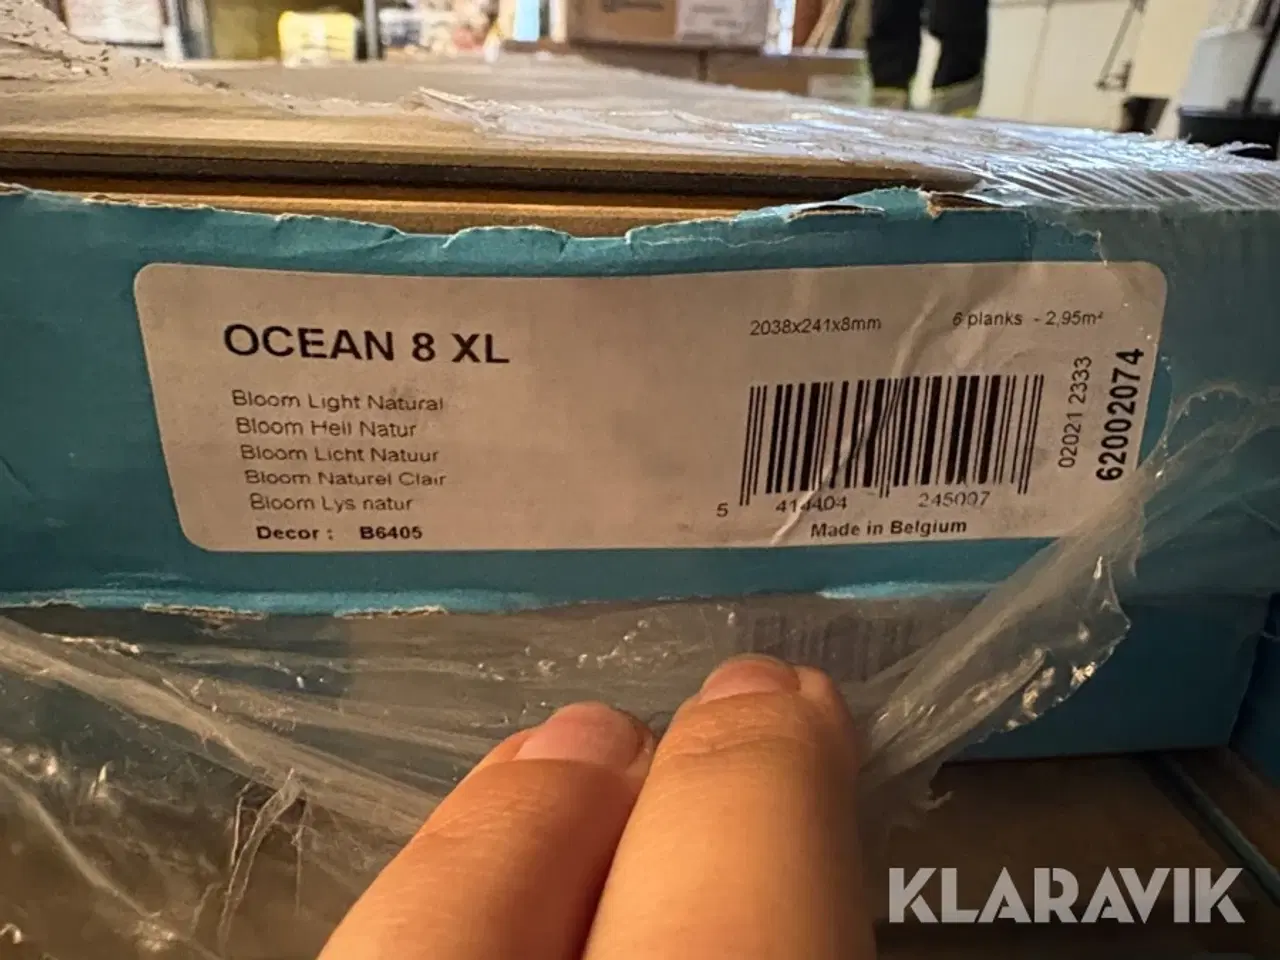 OCEAN 8 XL
2038x241x8mm
6 planks - 2,95m²
Bloom Light Natural
Bloom Hell Natur
Bloom Licht Natuur
Bloom Naturel Clair
Bloom Lys natur
Decor : B6405
5 414404 245007
Made in Belgium
02021 2333
62002074
KLARAVIK